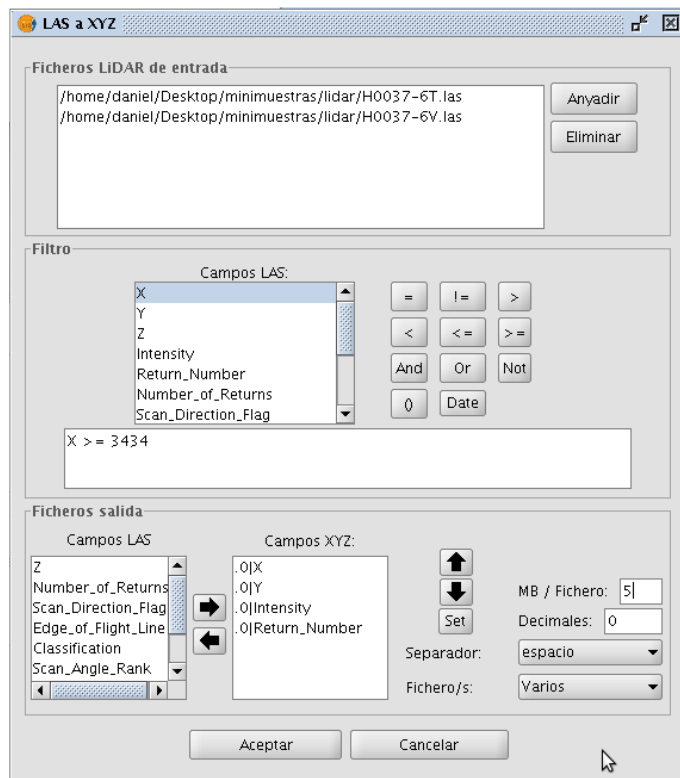 LAS a XYZ
Ficheros LiDAR de entrada
/home/daniel/Desktop/minimuestras/lidar/H0037-6T.las
/home/daniel/Desktop/minimuestras/lidar/H0037-6V.las
Anyadir
Eliminar
Filtro
Campos LAS:
X
Y
Z
Intensity
Return_Number
Number_of_Returns
Scan_Direction_Flag
= != >
< <= >=
And Or Not
() Date
X >= 3434
Ficheros salida
Campos LAS
Z
Number_of_Returns
Scan_Direction_Flag
Edge_of_Flight_Line
Classification
Scan_Angle_Rank
Campos XYZ:
.0|X
.0|Y
.0|Intensity
.0|Return_Number
Set
MB / Fichero: 5
Decimales: 0
Separador: espacio
Fichero/s: Varios
Aceptar
Cancelar